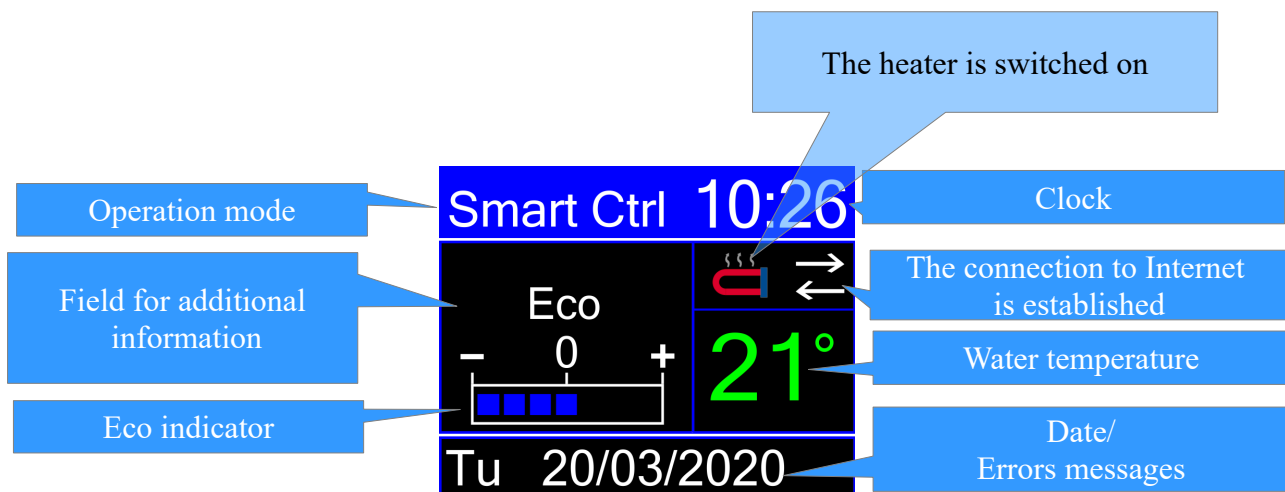 The heater is switched on
Operation mode
Smart Ctrl 10:26
Clock
Field for additional
information
The connection to Internet
is established
Eco
- 0 +
21°
Water temperature
Eco indicator
Tu 20/03/2020
Date/
Errors messages